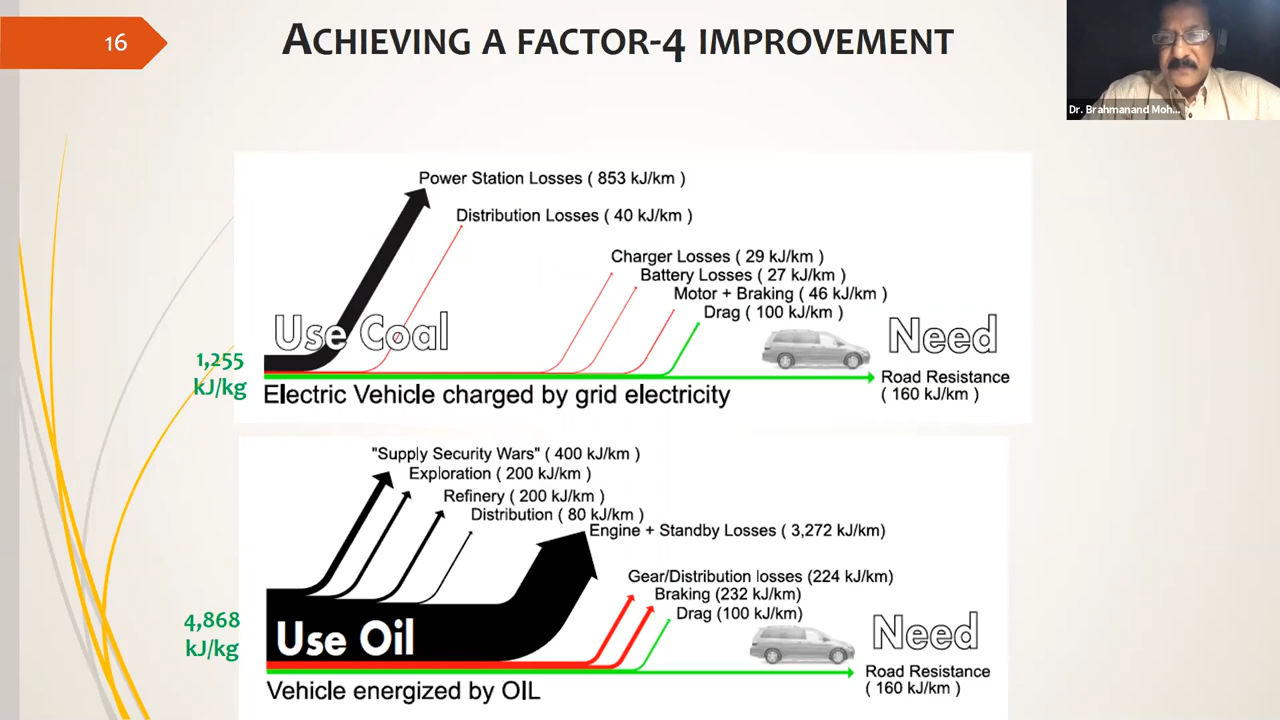 16
ACHIEVING A FACTOR-4 IMPROVEMENT
Dr. Brahmanand Moh...
Power Station Losses ( 853 kJ/km )
Distribution Losses ( 40 kJ/km )
Charger Losses ( 29 kJ/km )
Battery Losses ( 27 kJ/km )
Motor + Braking ( 46 kJ/km )
Drag ( 100 kJ/km )
Use Coal
Need
1,255
kJ/kg
Road Resistance
( 160 kJ/km )
Electric Vehicle charged by grid electricity
"Supply Security Wars" ( 400 kJ/km )
Exploration ( 200 kJ/km )
Refinery ( 200 kJ/km )
Distribution ( 80 kJ/km )
Engine + Standby Losses ( 3,272 kJ/km)
Gear/Distribution losses (224 kJ/km)
Braking (232 kJ/km)
Drag (100 kJ/km)
4,868
kJ/kg
Use Oil
Need
Road Resistance
( 160 kJ/km )
Vehicle energized by OIL